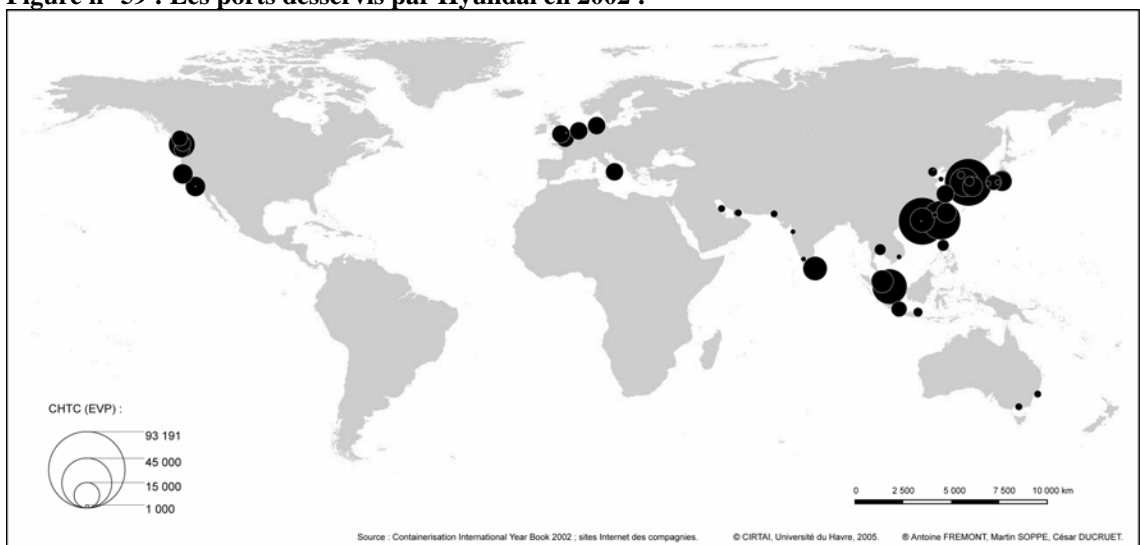 Figure n° 59 : Les ports desservis par Hyundai en 2002 :
CHTC (EVP) :
93 191
45 000
15 000
1 000
0 2 500 5 000 7 500 10 000 km
Source : Containerisation International Year Book 2002 ; sites Internet des compagnies. © CIRTAI, Université du Havre, 2005. ® Antoine FREMONT, Martin SOPPE, César DUCRUET.